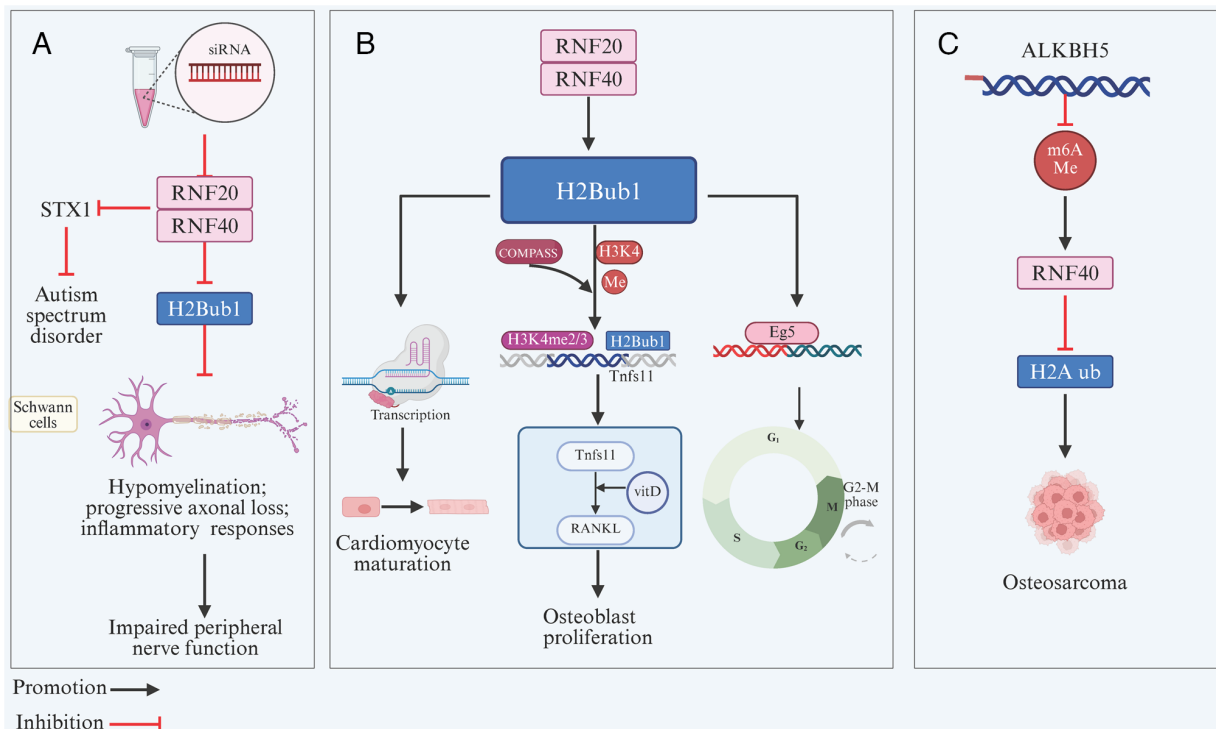 A
siRNA
RNF20
RNF40
STX1
Autism
spectrum
disorder
H2Bub1
Schwann
cells
Hypomyelination;
progressive axonal loss;
inflammatory responses
Impaired peripheral
nerve function
B
RNF20
RNF40
H2Bub1
COMPASS
H3K4
Me
H3K4me2/3
H2Bub1
Tnfs11
Eg5
Transcription
Cardiomyocyte
maturation
Tnfs11
vitD
RANKL
Osteoblast
proliferation
G₁
G2-M
phase
M
G₂
S
C
ALKBH5
m6A
Me
RNF40
H2A ub
Osteosarcoma
Promotion
Inhibition